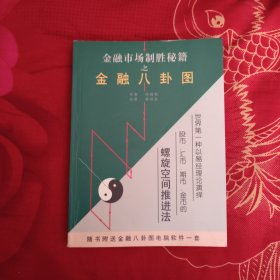 金融市场制胜秘籍
之
金融八卦图
世界第一种以易经理论演绎
股市 汇市 期市 金市的
螺旋空间推进法
随书附送金融八卦图电脑软件一套